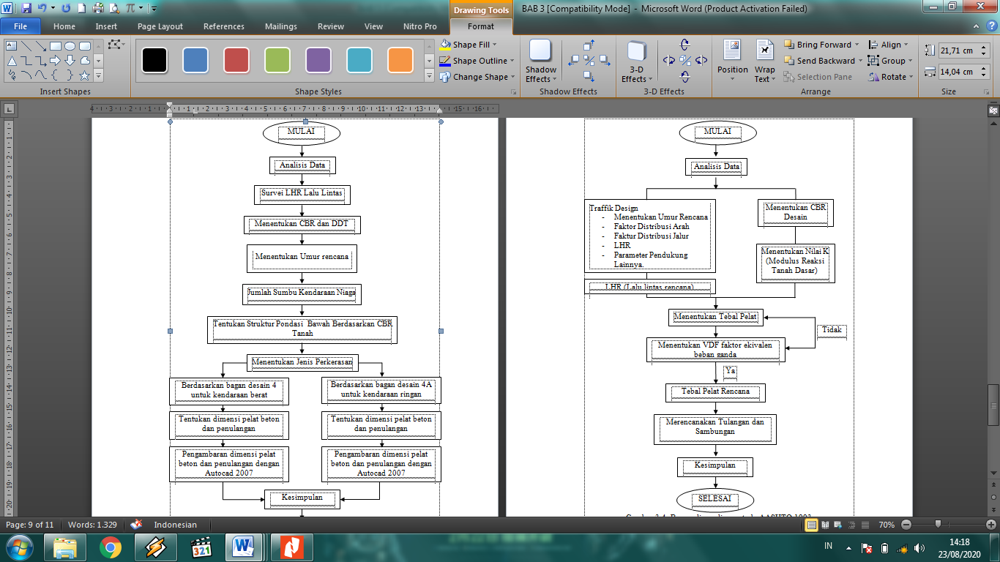 Drawing Tools
BAB 3 [Compatibility Mode] - Microsoft Word (Product Activation Failed)
File
Home
Insert
Page Layout
References
Mailings
Review
View
Nitro Pro
Format
Shape Fill
Shape Outline
Change Shape
Shadow
Effects
3-D
Effects
Position
Wrap
Text
Bring Forward
Send Backward
Selection Pane
Align
Group
Rotate
21,71 cm
14,04 cm
Insert Shapes
Shape Styles
Shadow Effects
3-D Effects
Arrange
Size
MULAI
Analisis Data
Survei LHR Lalu Lintas
Menentukan CBR dan DDT
Menentukan Umur rencana
Jumlah Sumbu Kendaraan Niaga
Tentukan Struktur Pondasi Bawah Berdasarkan CBR
Tanah
Menentukan Jenis Perkerasan
Berdasarkan bagan desain 4
untuk kendaraan berat
Berdasarkan bagan desain 4A
untuk kendaraan ringan
Tentukan dimensi pelat beton
dan penulangan
Tentukan dimensi pelat beton
dan penulangan
Pengambaran dimensi pelat
beton dan penulangan dengan
Autocad 2007
Pengambaran dimensi pelat
beton dan penulangan dengan
Autocad 2007
Kesimpulan
MULAI
Analisis Data
Traffik Design
- Menentukan Umur Rencana
- Faktor Distribusi Arah
- Faktur Distribusi Jalur
- LHR
- Parameter Pendukung
Lainnya.
LHR (Lalu lintas rencana)
Menentukan CBR
Desain
Menentukan Nilai K
(Modulus Reaksi
Tanah Dasar)
Menentukan Tebal Pelat
Tidak
Menentukan VDF faktor ekivalen
beban ganda
Ya
Tebal Pelat Rencana
Merencanakan Tulangan dan
Sambungan
Kesimpulan
SELESAI
Page: 9 of 11
Words: 1.329
Indonesian
70%
IN
14:18
23/08/2020